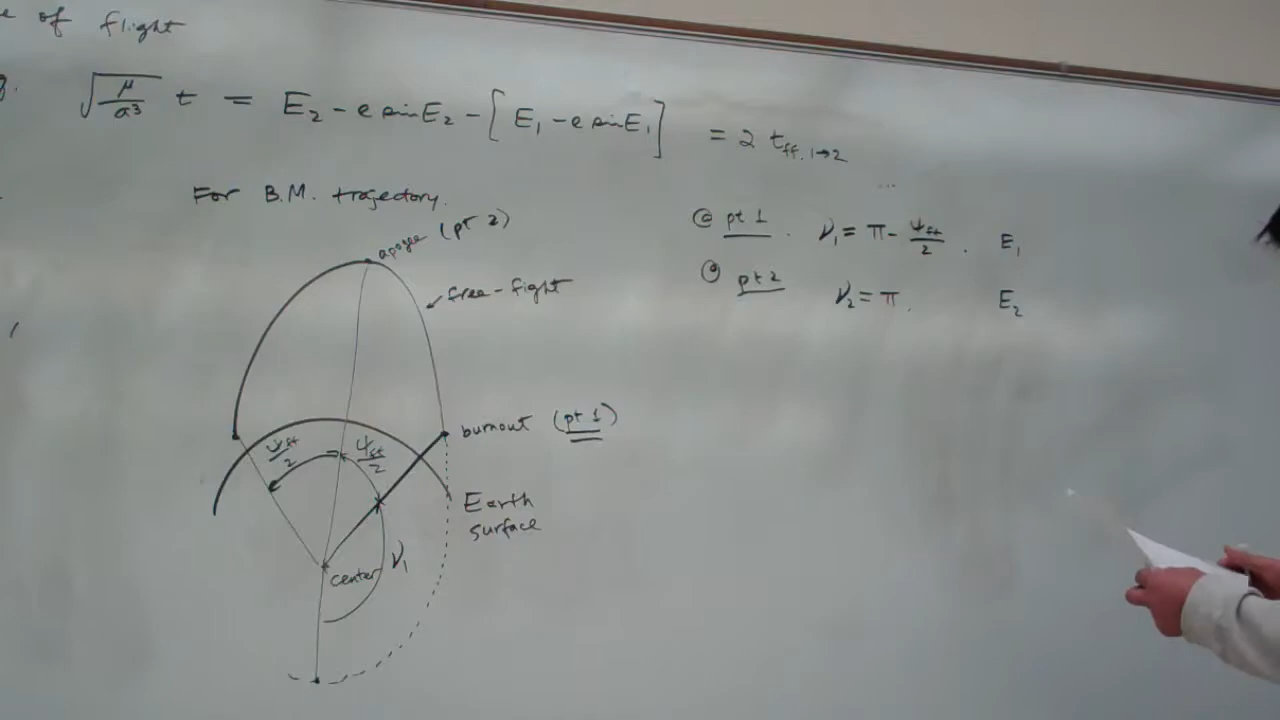 of flight
√(μ/a³) t = E₂ - e sin E₂ - [E₁ - e sin E₁] = 2 t_ff, 1→2
For B.M. trajectory.
apogee (pt 2)
free-fight
@ pt 1 . ν₁ = π - ψ_ff/2 . E₁
@ pt 2 ν₂ = π . E₂
burnout (pt 1)
ψ_ff/2 ψ_ff/2
Earth
surface
center ν₁